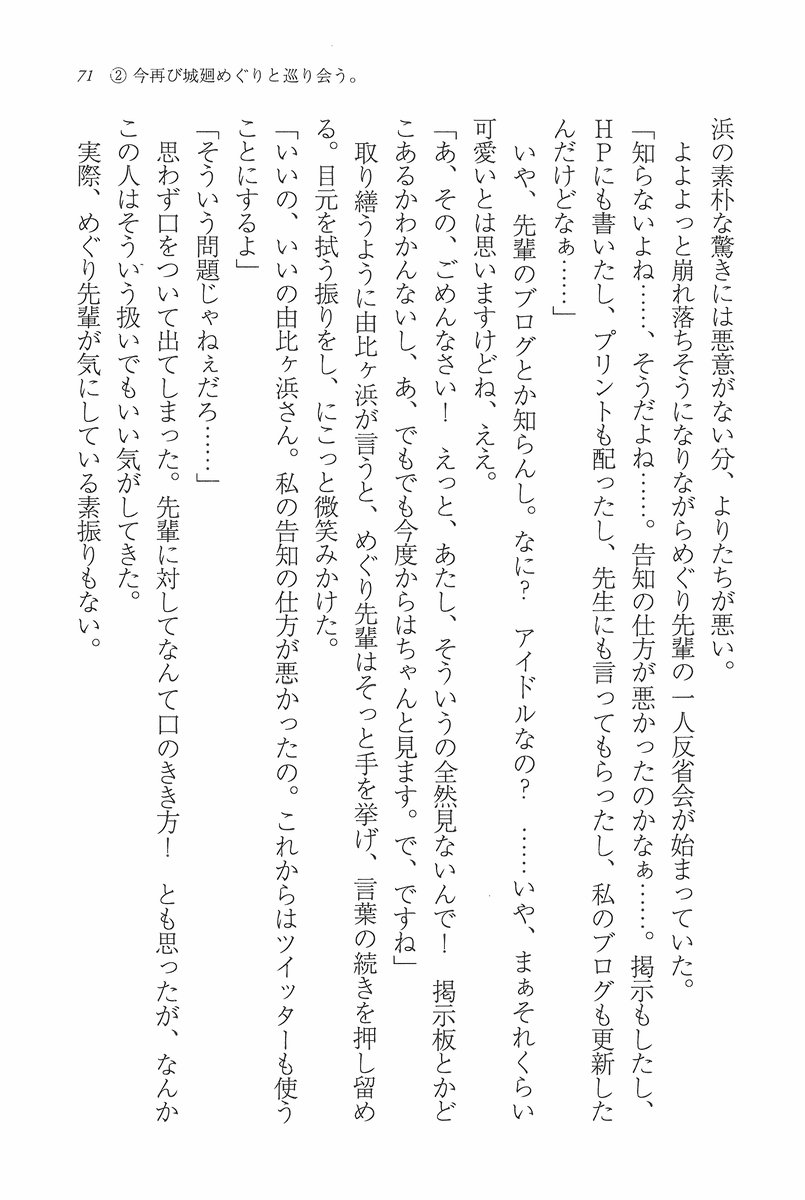 71　② 今再び城廻めぐりと巡り会う。
浜の素朴な驚きには悪意がない分、よりたちが悪い。
　よよよっと崩れ落ちそうになりながらめぐり先輩の一人反省会が始まっていた。
「知らないよね……、そうだよね……。告知の仕方が悪かったのかなぁ……。掲示もしたし、
ＨＰにも書いたし、プリントも配ったし、先生にも言ってもらったし、私のブログも更新した
んだけどなぁ……」
　いや、先輩のブログとか知らんし。なに？　アイドルなの？　……いや、まぁそれくらい
可愛いとは思いますけどね、ええ。
「あ、その、ごめんなさい！　えっと、あたし、そういうの全然見ないんで！　掲示板とかど
こあるかわかんないし、あ、でもでも今度からはちゃんと見ます。で、ですね」
　取り繕うように由比ヶ浜が言うと、めぐり先輩はそっと手を挙げ、言葉の続きを押し留め
る。目元を拭う振りをし、にこっと微笑みかけた。
「いいの、いいの由比ヶ浜さん。私の告知の仕方が悪かったの。これからはツイッターも使う
ことにするよ」
「そういう問題じゃねぇだろ……」
　思わず口をついて出てしまった。先輩に対してなんて口のきき方！　とも思ったが、なんか
この人はそういう扱いでもいい気がしてきた。
　実際、めぐり先輩が気にしている素振りもない。